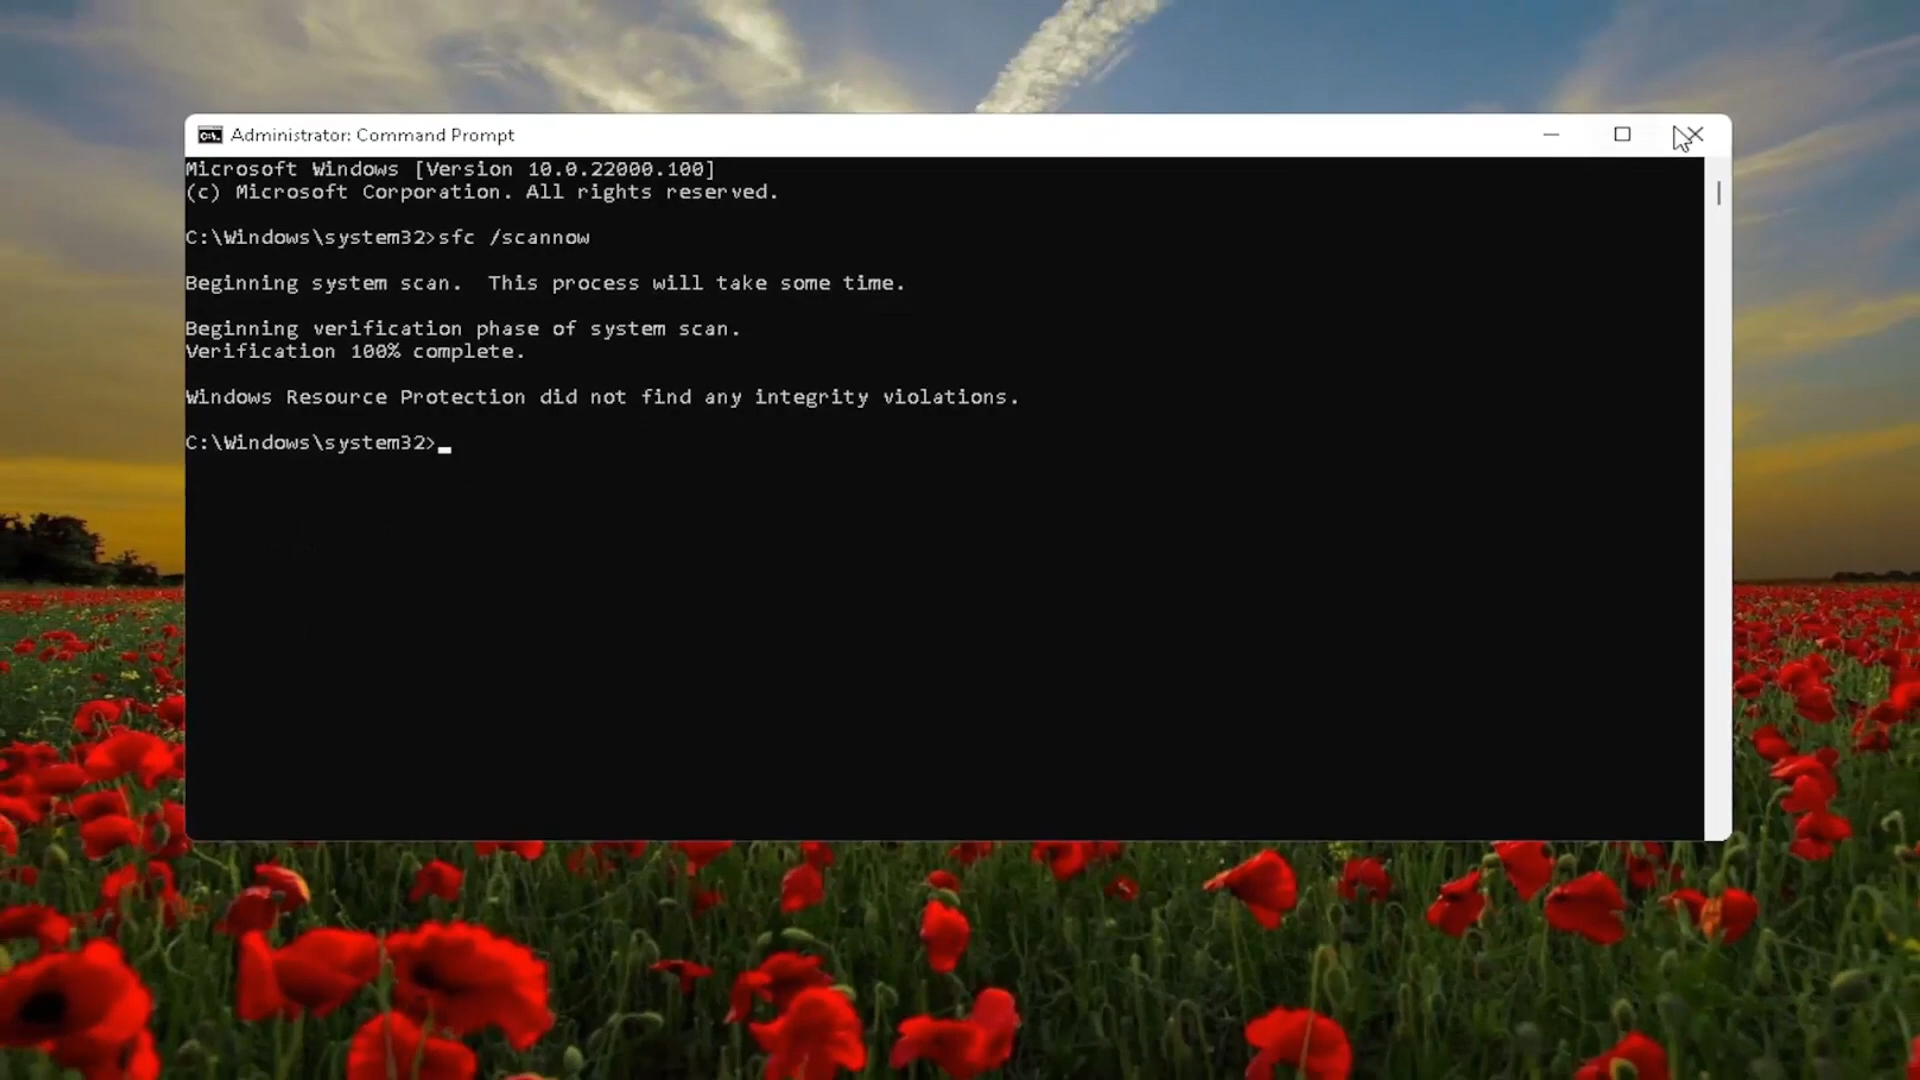 Administrator: Command Prompt
Microsoft Windows [Version 10.0.22000.100]
(c) Microsoft Corporation. All rights reserved.
C:\Windows\system32>sfc /scannow
Beginning system scan.  This process will take some time.
Beginning verification phase of system scan.
Verification 100% complete.
Windows Resource Protection did not find any integrity violations.
C:\Windows\system32>